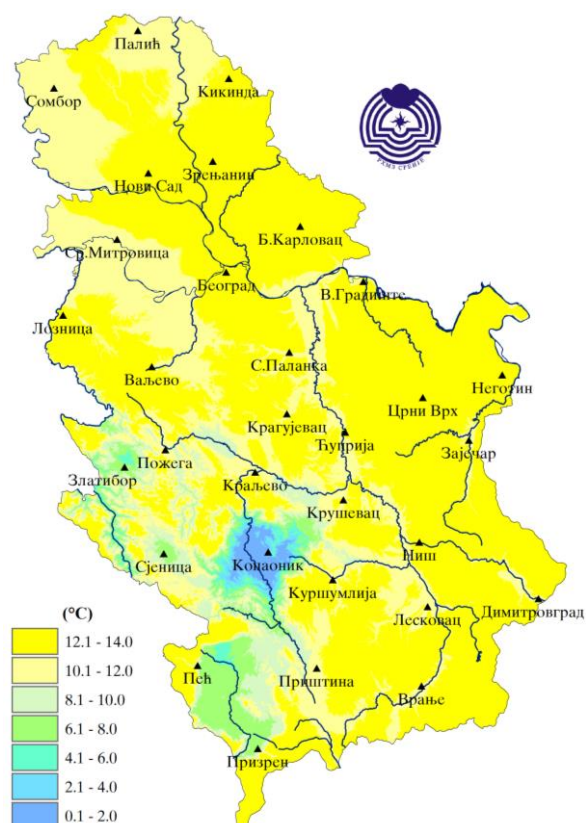 Палић
Кикинда
Сомбор
РХМЗ СРБИЈЕ
Зрењанин
Нови Сад
Б.Карловац
Ср.Митровица
Београд
В.Градиште
Лозница
С.Паланка
Ваљево
Неготин
Црни Врх
Крагујевац
Ћуприја
Зајечар
Пожега
Златибор
Краљево
Крушевац
Ниш
Копаоник
Сјеница
Куршумлија
Димитровград
Лесковац
(°C)
12.1 - 14.0
10.1 - 12.0
8.1 - 10.0
6.1 - 8.0
4.1 - 6.0
2.1 - 4.0
0.1 - 2.0
Пећ
Приштина
Врање
Призрен